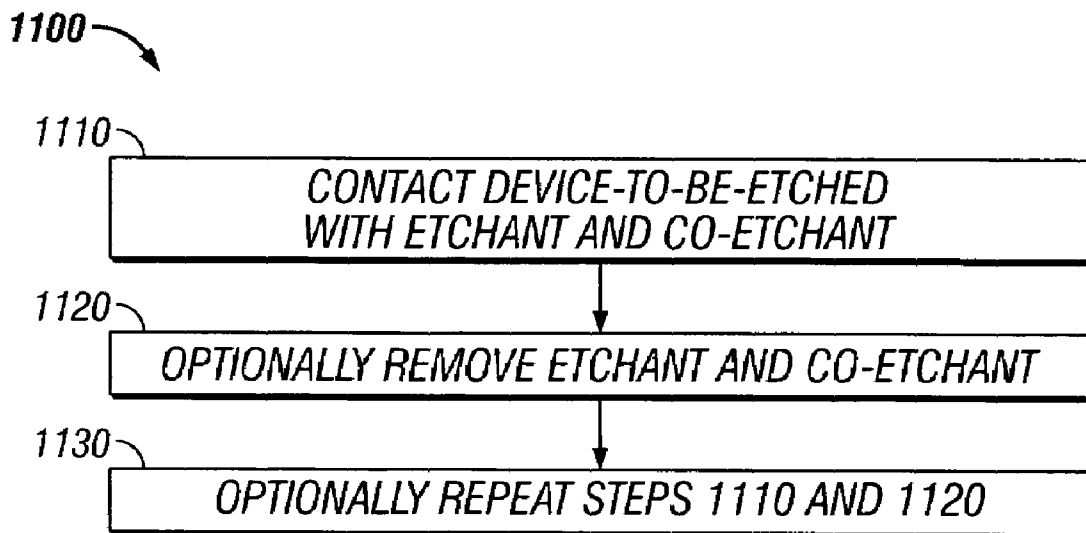 1100
1110
CONTACT DEVICE-TO-BE-ETCHED
WITH ETCHANT AND CO-ETCHANT
1120
OPTIONALLY REMOVE ETCHANT AND CO-ETCHANT
1130
OPTIONALLY REPEAT STEPS 1110 AND 1120